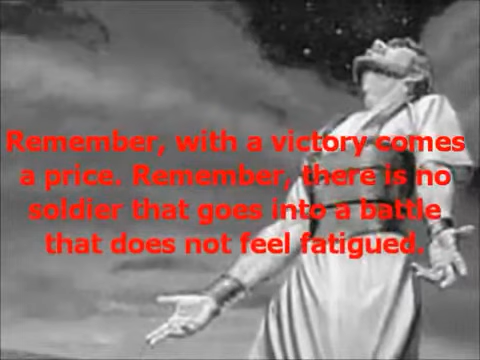 Remember, with a victory comes
a price. Remember, there is no
soldier that goes into a battle
that does not feel fatigued.